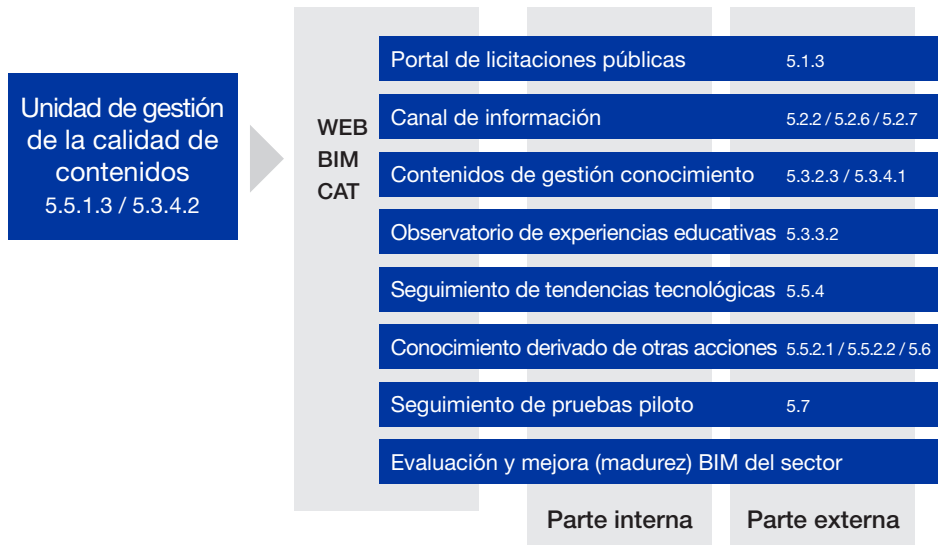 Unidad de gestión
de la calidad de
contenidos
5.5.1.3 / 5.3.4.2
WEB
BIM
CAT
Portal de licitaciones públicas 5.1.3
Canal de información 5.2.2 / 5.2.6 / 5.2.7
Contenidos de gestión conocimiento 5.3.2.3 / 5.3.4.1
Observatorio de experiencias educativas 5.3.3.2
Seguimiento de tendencias tecnológicas 5.5.4
Conocimiento derivado de otras acciones 5.5.2.1 / 5.5.2.2 / 5.6
Seguimiento de pruebas piloto 5.7
Evaluación y mejora (madurez) BIM del sector
Parte interna Parte externa